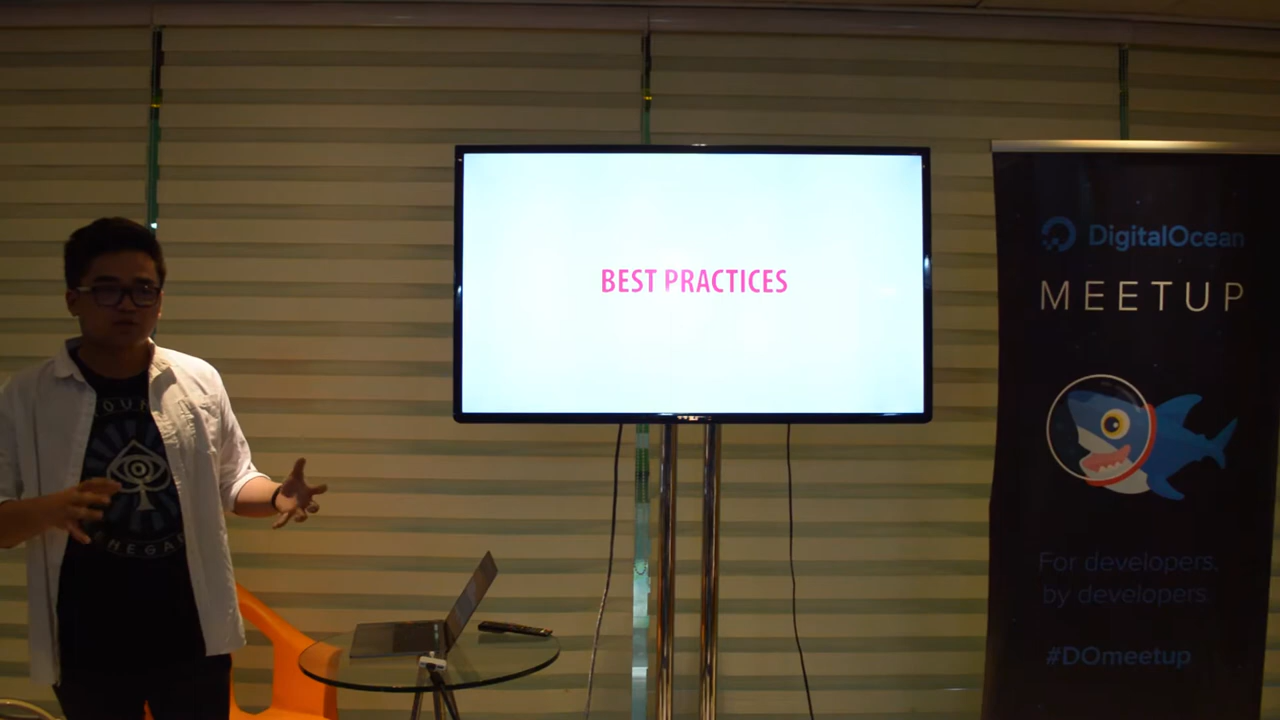 BEST PRACTICES
DigitalOcean
MEETUP
For developers,
by developers
#DOmeetup